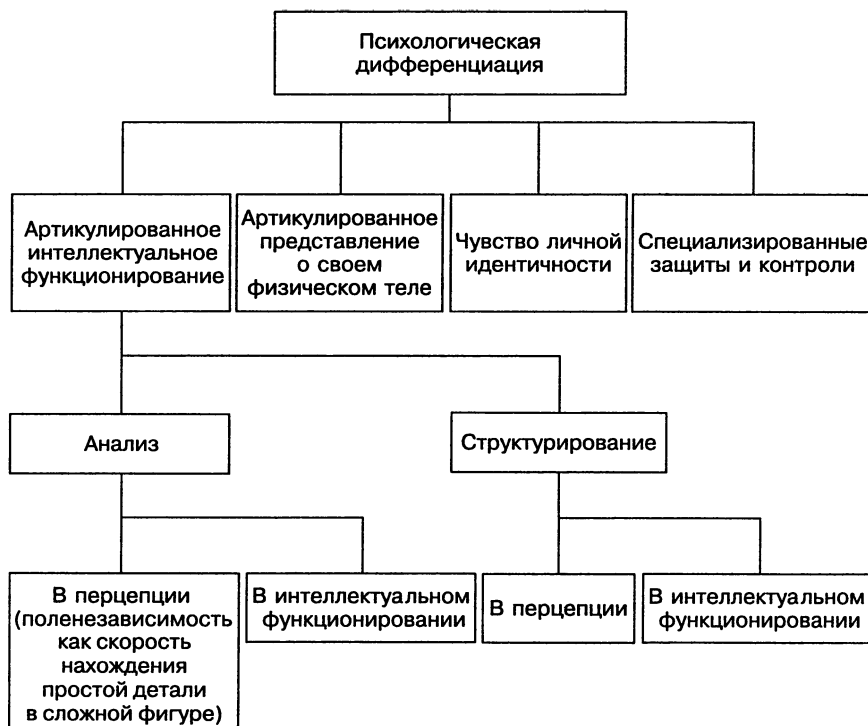 Психологическая
дифференциация
Артикулированное
интеллектуальное
функционирование
Артикулированное
представление
о своем
физическом теле
Чувство личной
идентичности
Специализированные
защиты и контроли
Анализ
Структурирование
В перцепции
(поленезависимость
как скорость
нахождения
простой детали
в сложной фигуре)
В интеллектуальном
функционировании
В перцепции
В интеллектуальном
функционировании